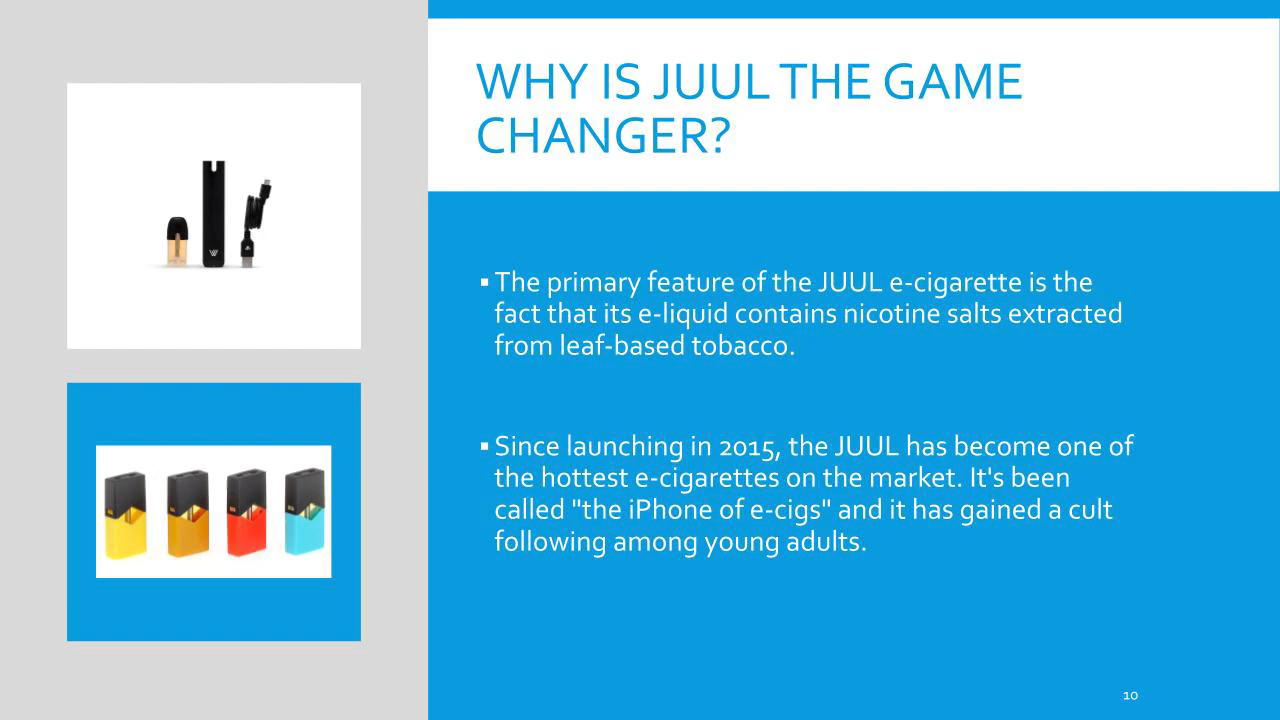 WHY IS JUUL THE GAME
CHANGER?
▪ The primary feature of the JUUL e-cigarette is the
fact that its e-liquid contains nicotine salts extracted
from leaf-based tobacco.
▪ Since launching in 2015, the JUUL has become one of
the hottest e-cigarettes on the market. It's been
called "the iPhone of e-cigs" and it has gained a cult
following among young adults.
10